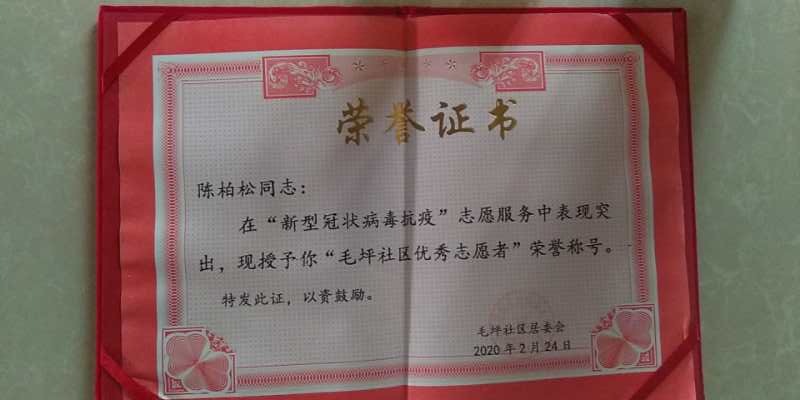 荣誉证书
陈柏松同志：
在“新型冠状病毒抗疫”志愿服务中表现突
出，现授予你“毛坪社区优秀志愿者”荣誉称号。
特发此证，以资鼓励。
毛坪社区居委会
2020年2月24日